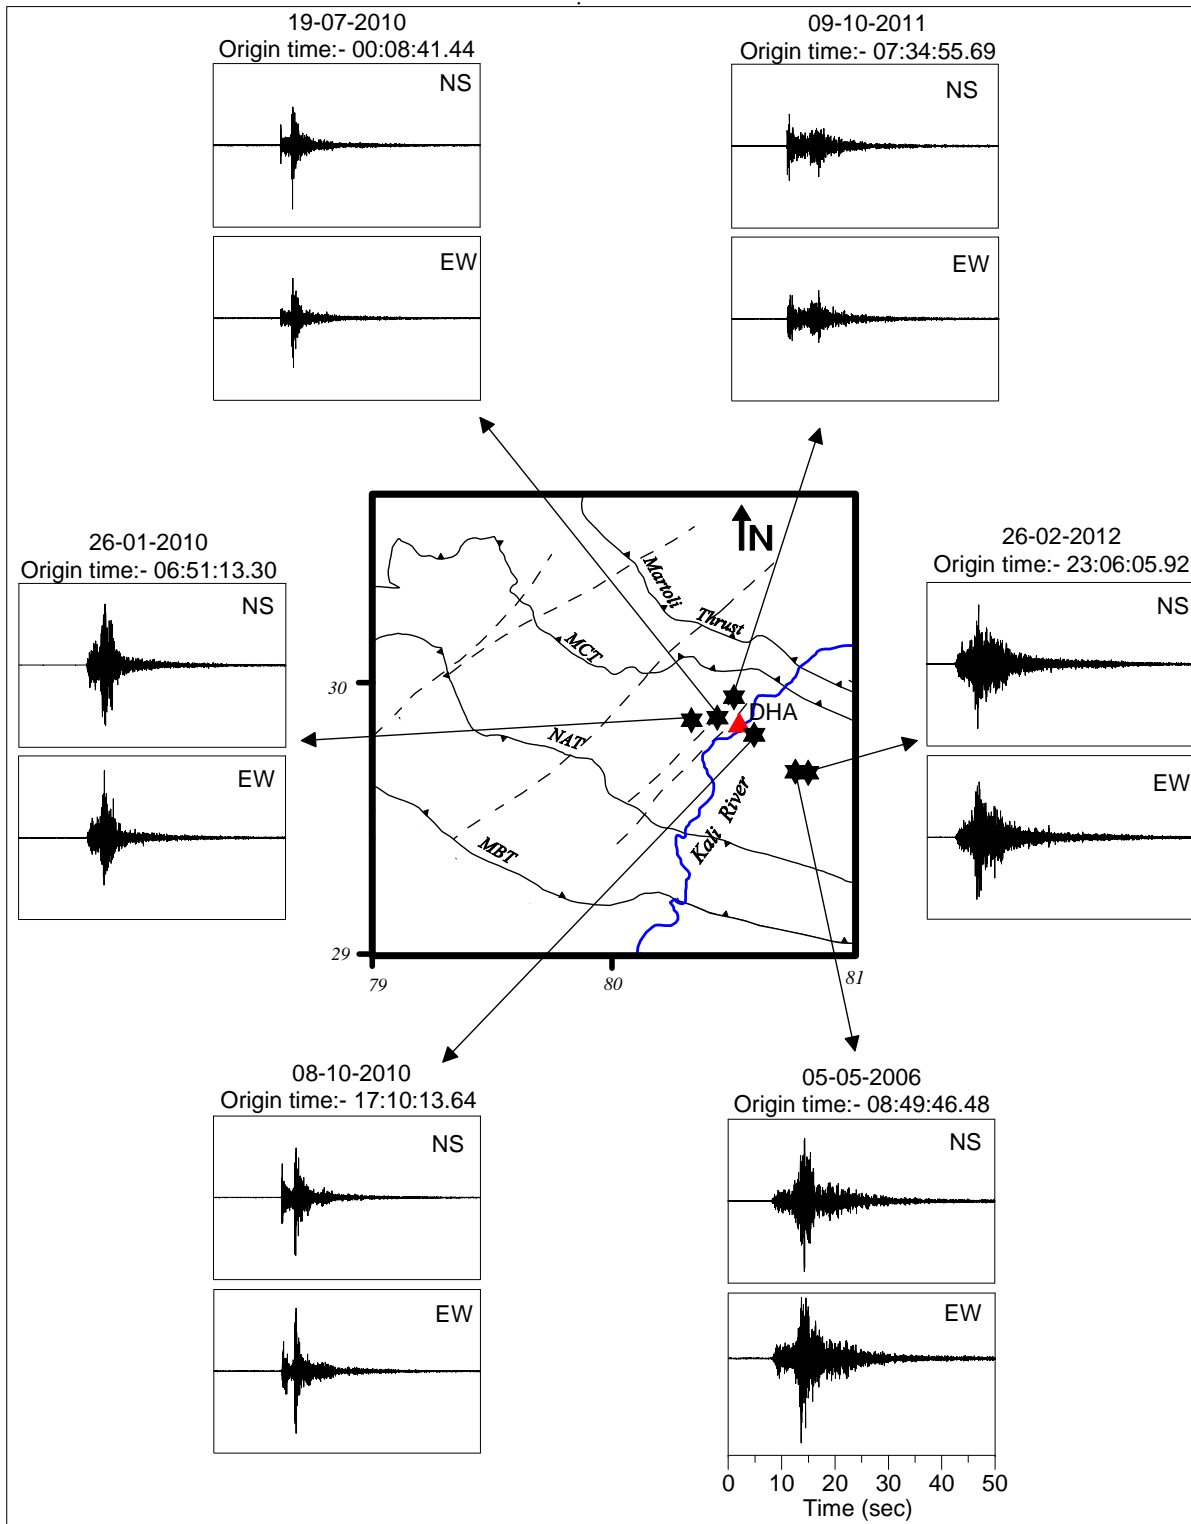 19-07-2010
Origin time:- 00:08:41.44
NS
EW
09-10-2011
Origin time:- 07:34:55.69
NS
EW
26-01-2010
Origin time:- 06:51:13.30
NS
EW
N
Martoli
Thrust
MCT
DHA
NAT
Kali River
MBT
30
29
79
80
81
26-02-2012
Origin time:- 23:06:05.92
NS
EW
08-10-2010
Origin time:- 17:10:13.64
NS
EW
05-05-2006
Origin time:- 08:49:46.48
NS
EW
0 10 20 30 40 50
Time (sec)